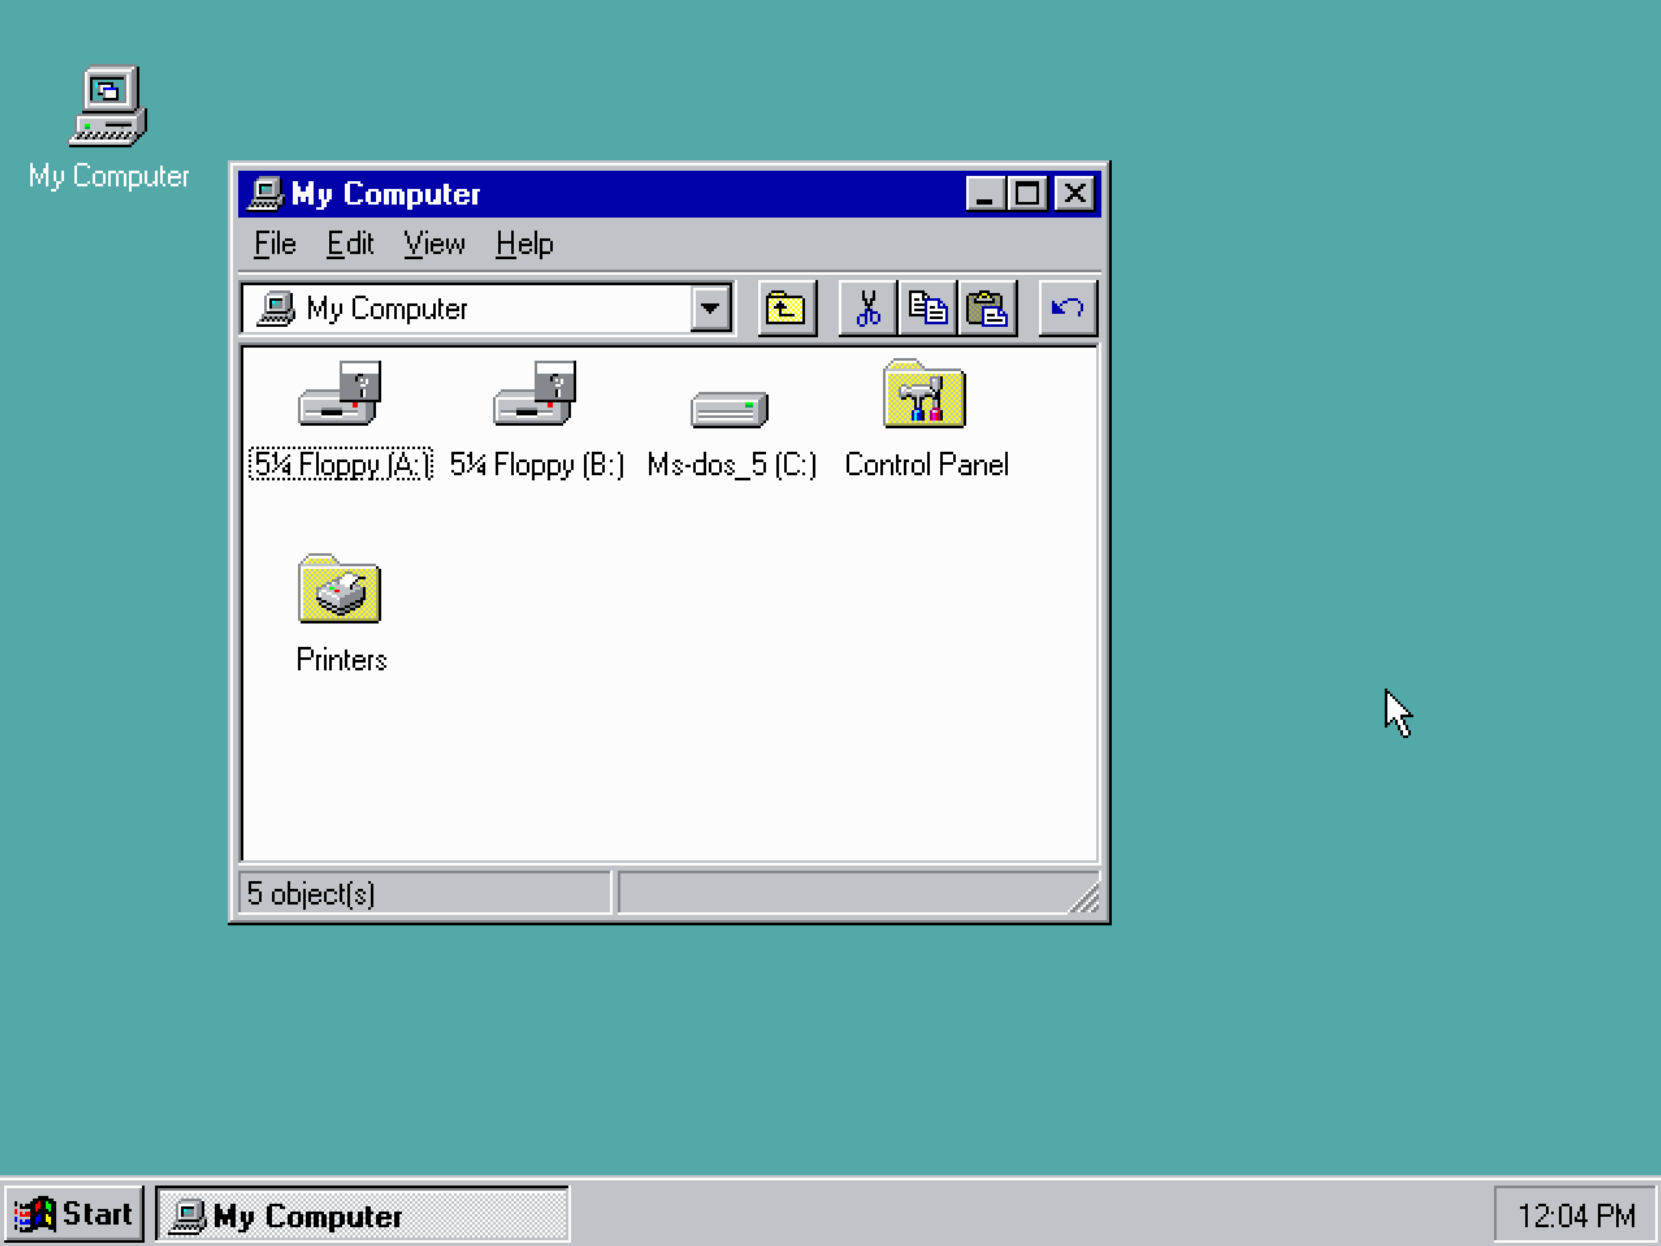 My Computer
My Computer
File Edit View Help
My Computer
5¼ Floppy (A:) 5¼ Floppy (B:) Ms-dos_5 (C:) Control Panel
Printers
5 object(s)
Start My Computer 12:04 PM